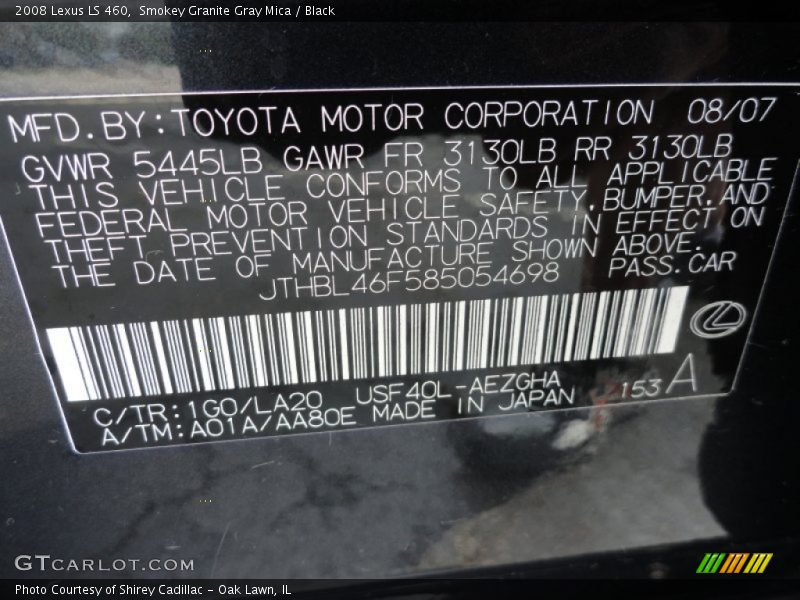 2008 Lexus LS 460, Smokey Granite Gray Mica / Black
MFD. BY: TOYOTA MOTOR CORPORATION 08/07
GVWR 5445LB GAWR FR 3130LB RR 3130LB
THIS VEHICLE CONFORMS TO ALL APPLICABLE
FEDERAL MOTOR VEHICLE SAFETY, BUMPER, AND
THEFT PREVENTION STANDARDS IN EFFECT ON
THE DATE OF MANUFACTURE SHOWN ABOVE.
JTHBL46F585054698 PASS. CAR
C/TR: 1G0/LA20 USF40L-AEZGHA 153 A
A/TM: A01A/AA80E MADE IN JAPAN
GTCARLOT.COM
Photo Courtesy of Shirey Cadillac - Oak Lawn, IL